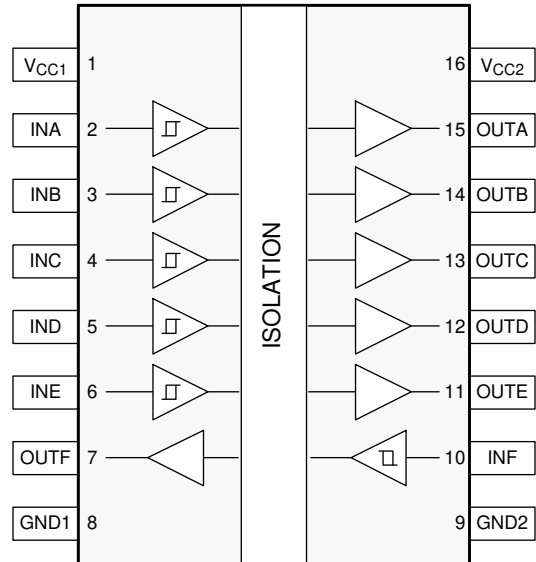 VCC1 1 16 VCC2
INA 2 15 OUTA
INB 3 14 OUTB
INC 4 13 OUTC
IND 5 12 OUTD
INE 6 11 OUTE
OUTF 7 10 INF
GND1 8 9 GND2
ISOLATION